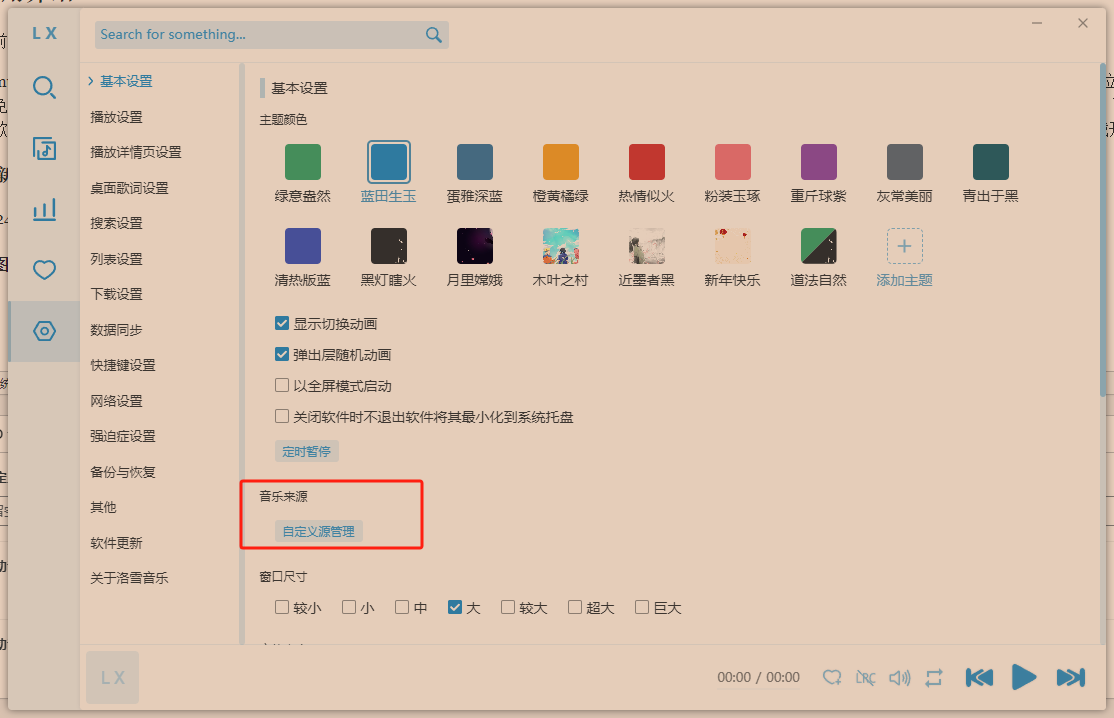 LX
Search for something...
基本设置
播放设置
播放详情页设置
桌面歌词设置
搜索设置
列表设置
下载设置
数据同步
快捷键设置
网络设置
强迫症设置
备份与恢复
其他
软件更新
关于洛雪音乐
基本设置
主题颜色
绿意盎然 蓝田生玉 蛋雅深蓝 橙黄橘绿 热情似火 粉装玉琢 重斤球紫 灰常美丽 青出于黑
清热版蓝 黑灯瞎火 月里嫦娥 木叶之村 近墨者黑 新年快乐 道法自然 添加主题
显示切换动画
弹出层随机动画
以全屏模式启动
关闭软件时不退出软件将其最小化到系统托盘
定时暂停
音乐来源
自定义源管理
窗口尺寸
较小 小 中 大 较大 超大 巨大
LX
00:00 / 00:00
LRC